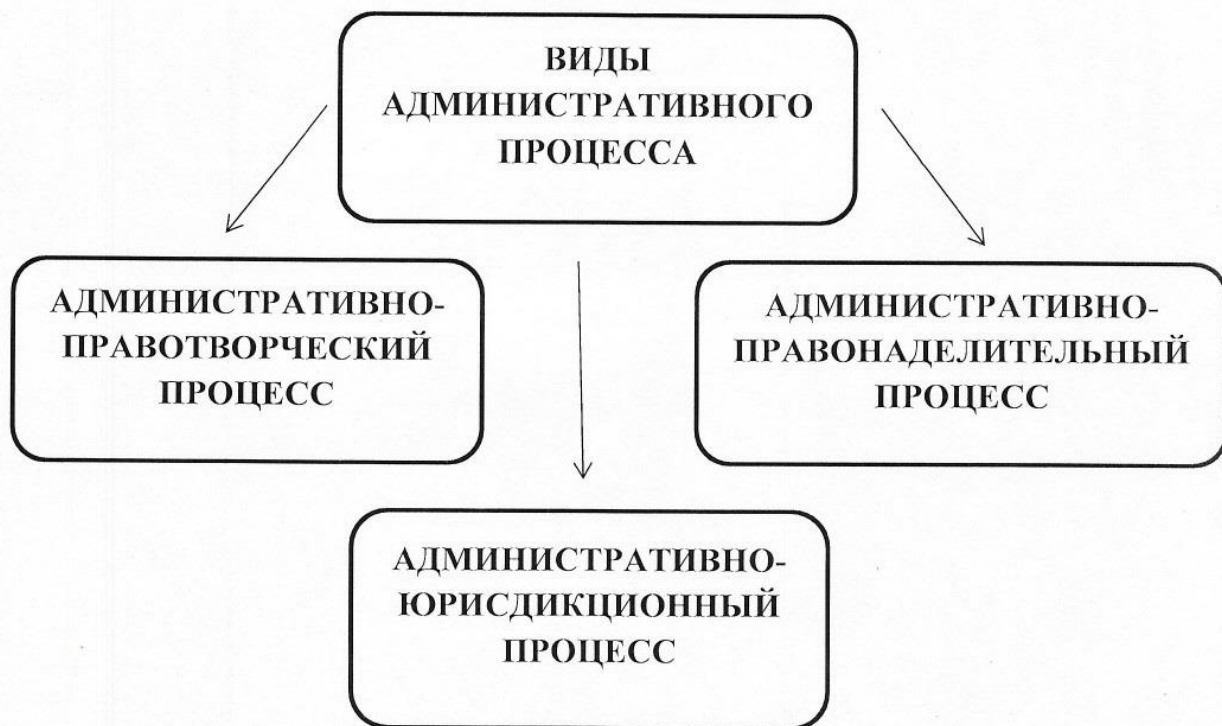 ВИДЫ
АДМИНИСТРАТИВНОГО
ПРОЦЕССА
АДМИНИСТРАТИВНО-
ПРАВОТВОРЧЕСКИЙ
ПРОЦЕСС
АДМИНИСТРАТИВНО-
ПРАВОНАДЕЛИТЕЛЬНЫЙ
ПРОЦЕСС
АДМИНИСТРАТИВНО-
ЮРИСДИКЦИОННЫЙ
ПРОЦЕСС